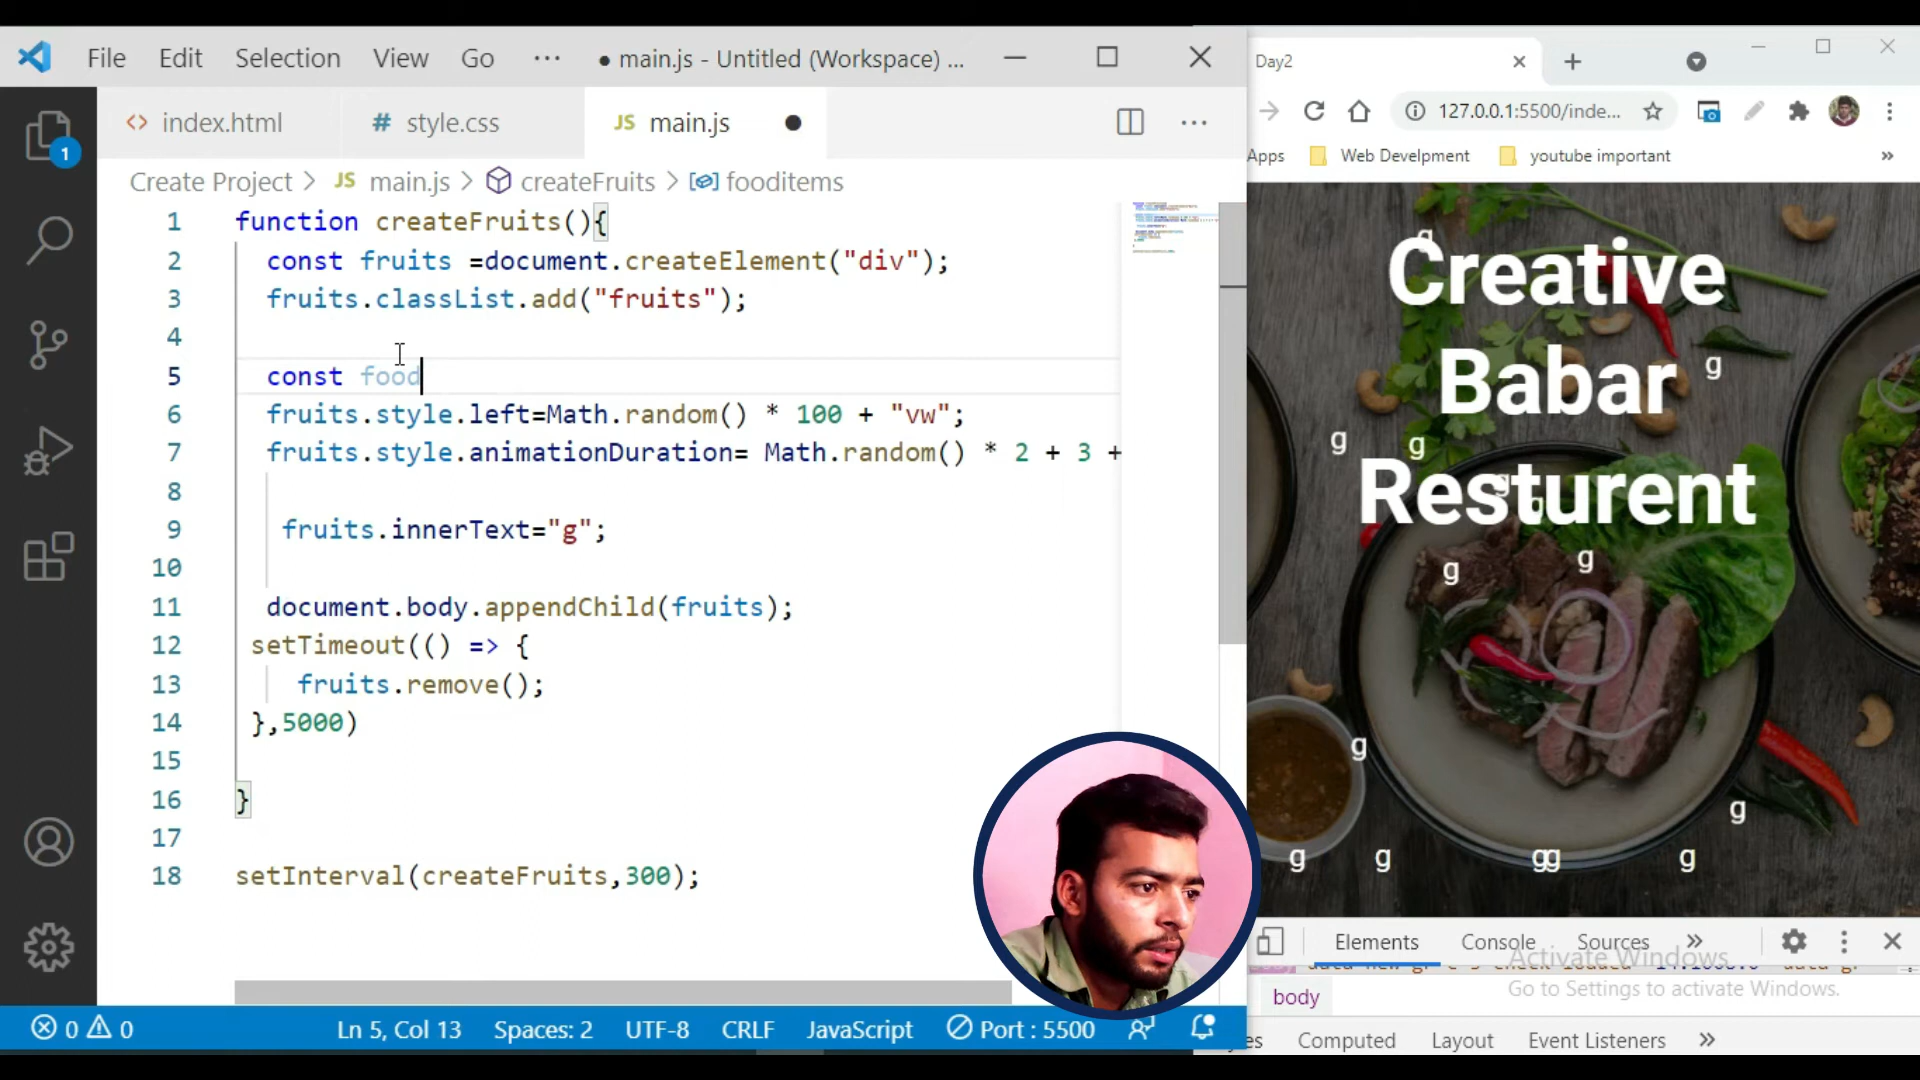 File Edit Selection View Go ··· ● main.js - Untitled (Workspace) ...
index.html style.css JS main.js
1
Create Project > JS main.js > createFruits > fooditems
1 function createFruits(){
2 const fruits =document.createElement("div");
3 fruits.classList.add("fruits");
4
5 const food
6 fruits.style.left=Math.random() * 100 + "vw";
7 fruits.style.animationDuration= Math.random() * 2 + 3 +
8
9 fruits.innerText="g";
10
11 document.body.appendChild(fruits);
12 setTimeout(() => {
13 fruits.remove();
14 },5000)
15
16 }
17
18 setInterval(createFruits,300);
0 0 Ln 5, Col 13 Spaces: 2 UTF-8 CRLF JavaScript Port : 5500
Day2
127.0.0.1:5500/inde...
Apps Web Develpment youtube important »
g
Creative
g
Babar
g g
Resturent
g
g
g
g
g g gg g
Elements Console Sources »
Activate Windows
body
Go to Settings to activate Windows.
Computed Layout Event Listeners »